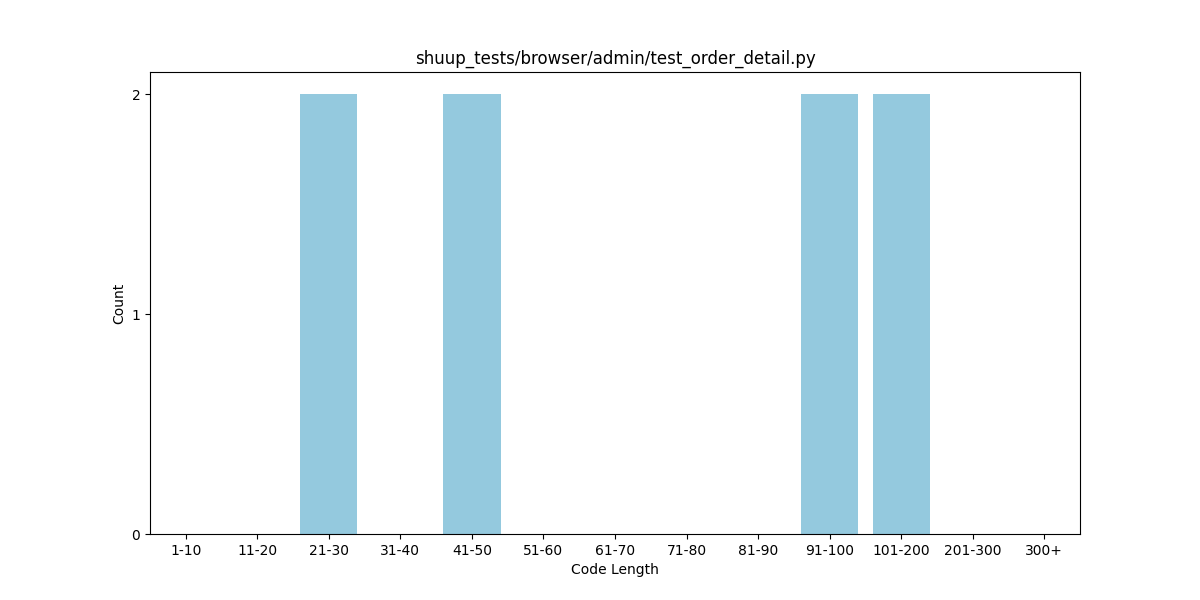 shuup_tests/browser/admin/test_order_detail.py
2
1
0
Count
1-10 11-20 21-30 31-40 41-50 51-60 61-70 71-80 81-90 91-100 101-200 201-300 300+
Code Length